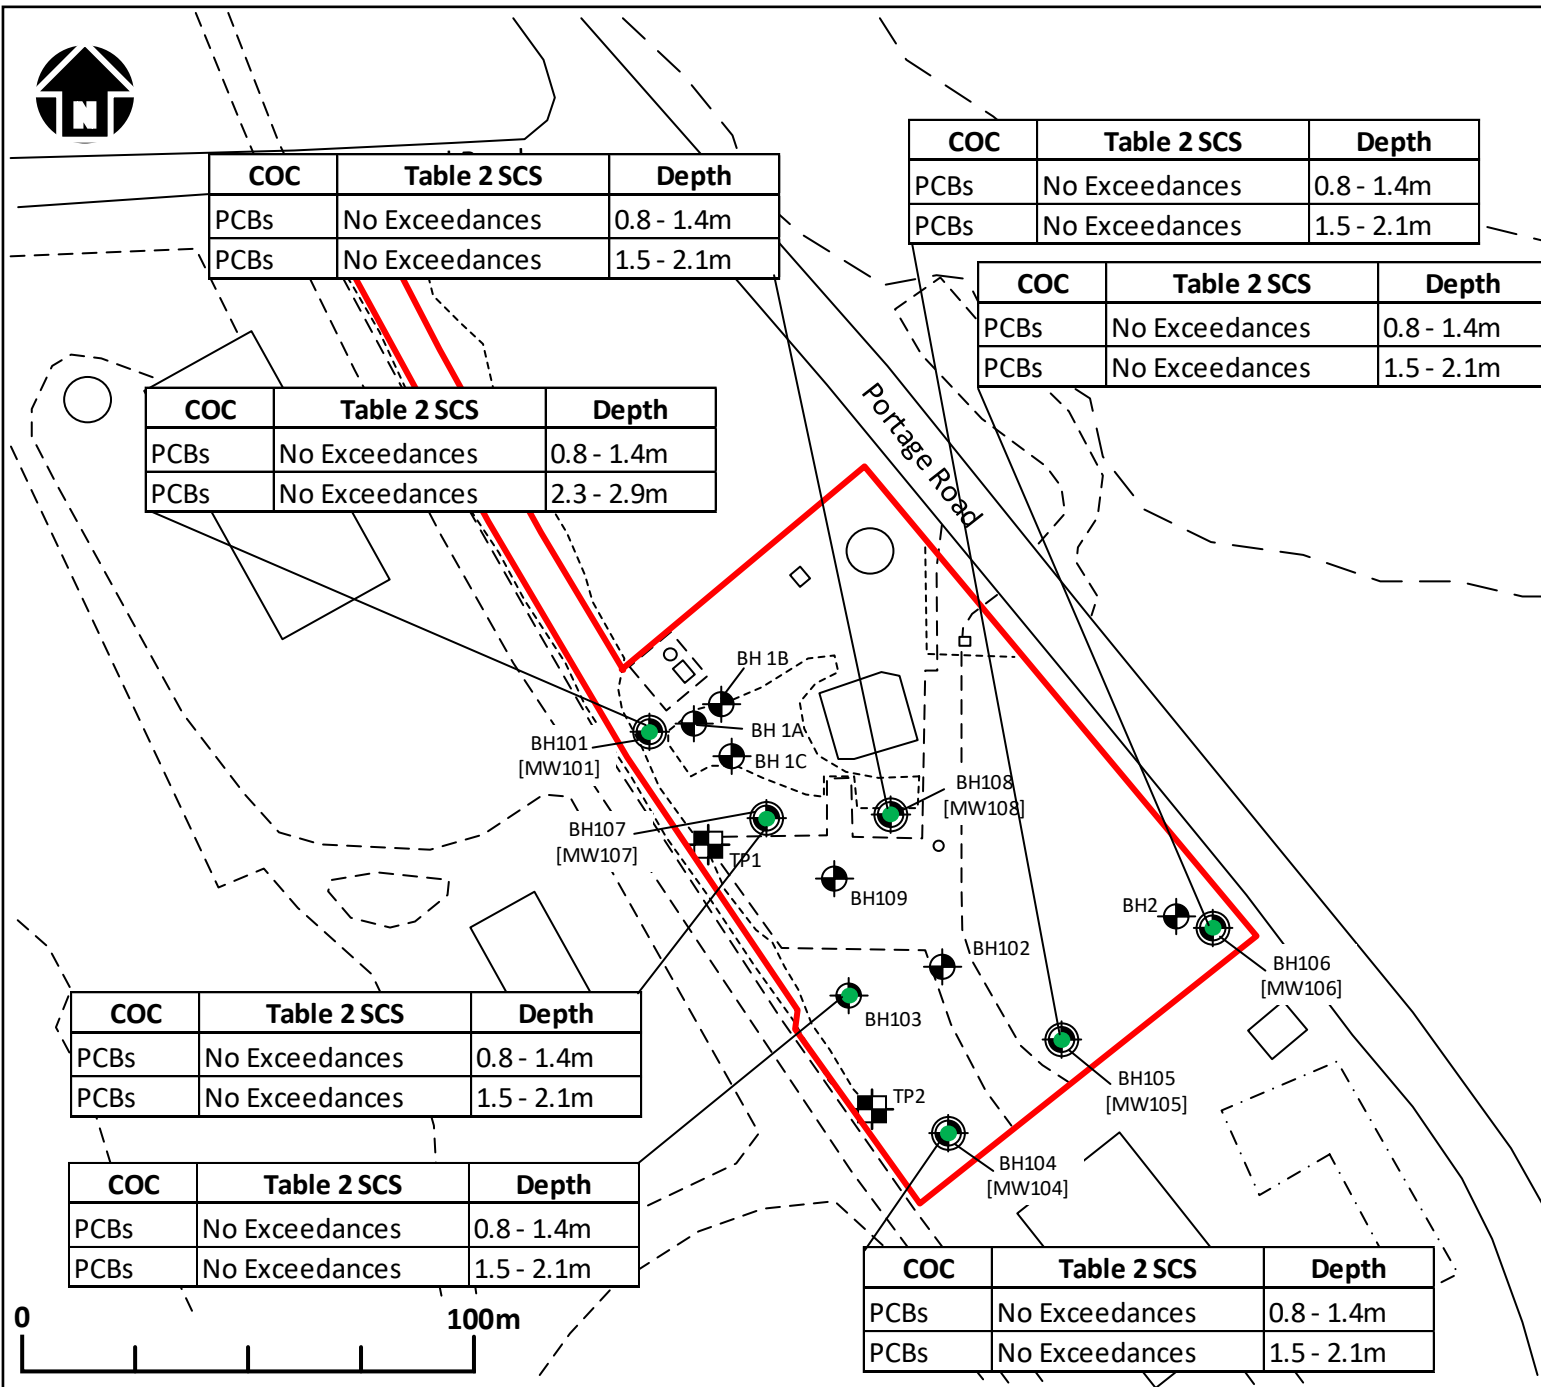 N
COC Table 2 SCS Depth
PCBs No Exceedances 0.8 - 1.4m
PCBs No Exceedances 1.5 - 2.1m
COC Table 2 SCS Depth
PCBs No Exceedances 0.8 - 1.4m
PCBs No Exceedances 1.5 - 2.1m
COC Table 2 SCS Depth
PCBs No Exceedances 0.8 - 1.4m
PCBs No Exceedances 1.5 - 2.1m
COC Table 2 SCS Depth
PCBs No Exceedances 0.8 - 1.4m
PCBs No Exceedances 2.3 - 2.9m
Portage Road
BH 1B
BH 1A
BH 1C
BH101
[MW101]
BH108
[MW108]
BH107
[MW107]
TP1
BH109
BH2
BH102
BH106
[MW106]
BH103
BH105
[MW105]
TP2
BH104
[MW104]
COC Table 2 SCS Depth
PCBs No Exceedances 0.8 - 1.4m
PCBs No Exceedances 1.5 - 2.1m
COC Table 2 SCS Depth
PCBs No Exceedances 0.8 - 1.4m
PCBs No Exceedances 1.5 - 2.1m
COC Table 2 SCS Depth
PCBs No Exceedances 0.8 - 1.4m
PCBs No Exceedances 1.5 - 2.1m
0 100m